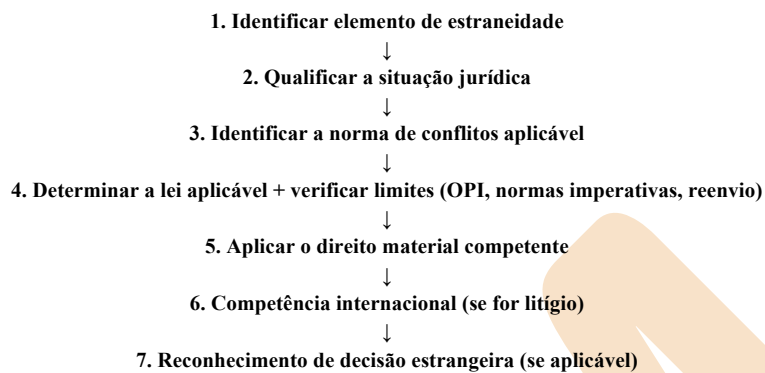 1. Identificar elemento de estraneidade
↓
2. Qualificar a situação jurídica
↓
3. Identificar a norma de conflitos aplicável
↓
4. Determinar a lei aplicável + verificar limites (OPI, normas imperativas, reenvio)
↓
5. Aplicar o direito material competente
↓
6. Competência internacional (se for litígio)
↓
7. Reconhecimento de decisão estrangeira (se aplicável)